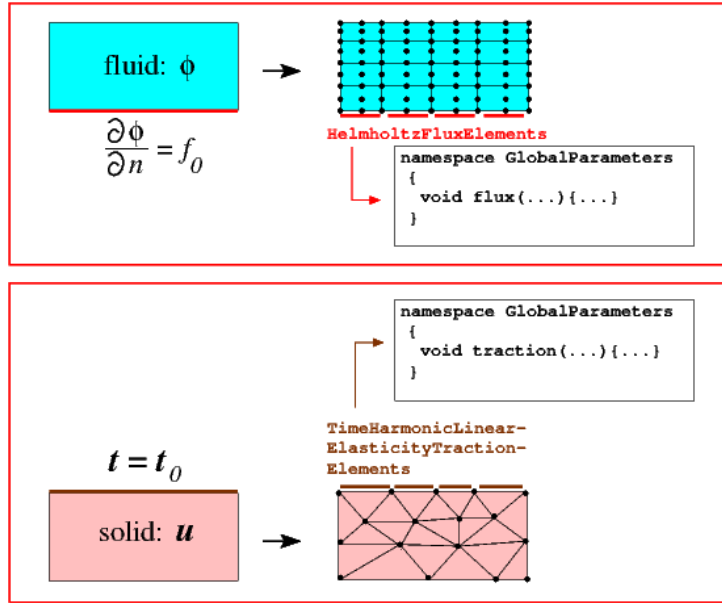 fluid: ϕ
∂ϕ/∂n = f₀
HelmholtzFluxElements
namespace GlobalParameters
{
void flux(...){...}
}
namespace GlobalParameters
{
void traction(...){...}
}
TimeHarmonicLinear-
ElasticityTraction-
Elements
t = t₀
solid: u